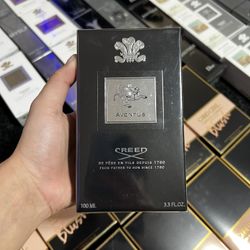 AVENTUS
CREED
DE PÈRE EN FILS DEPUIS 1760
FROM FATHER TO SON SINCE 1760
100 ML
3.3 FL.OZ.